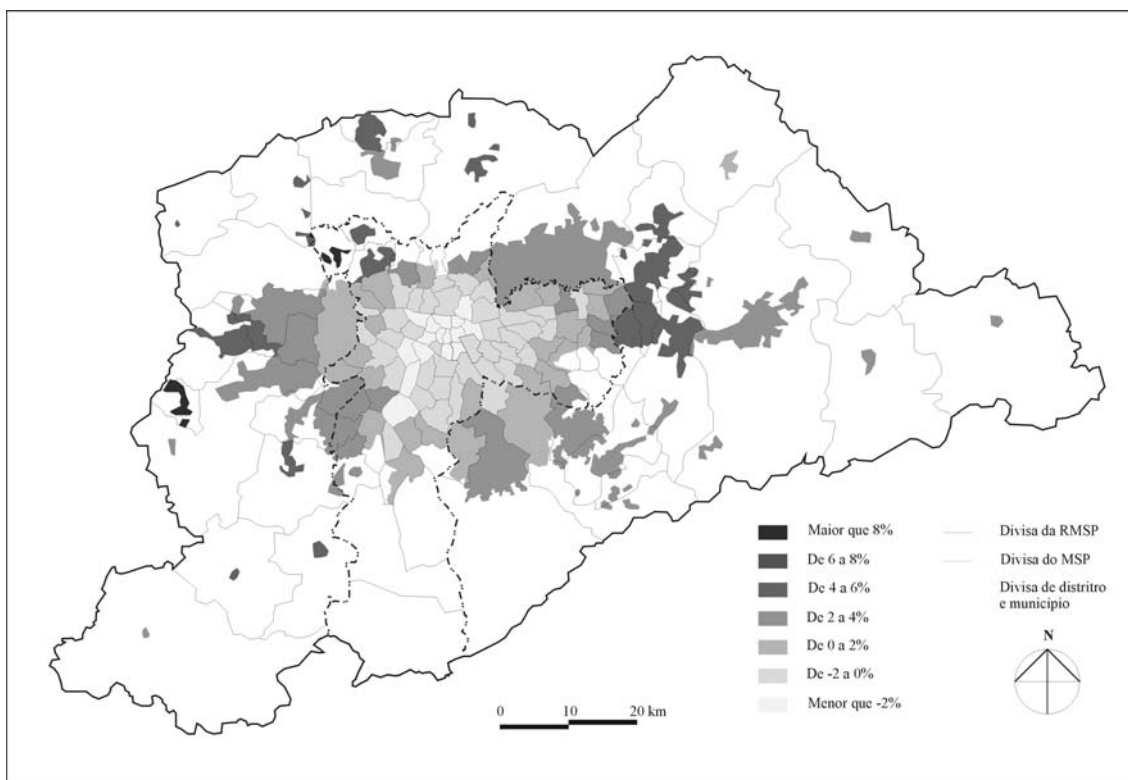 Maior que 8%
De 6 a 8%
De 4 a 6%
De 2 a 4%
De 0 a 2%
De -2 a 0%
Menor que -2%
Divisa da RMSP
Divisa do MSP
Divisa de distritro
e município
N
0 10 20 km